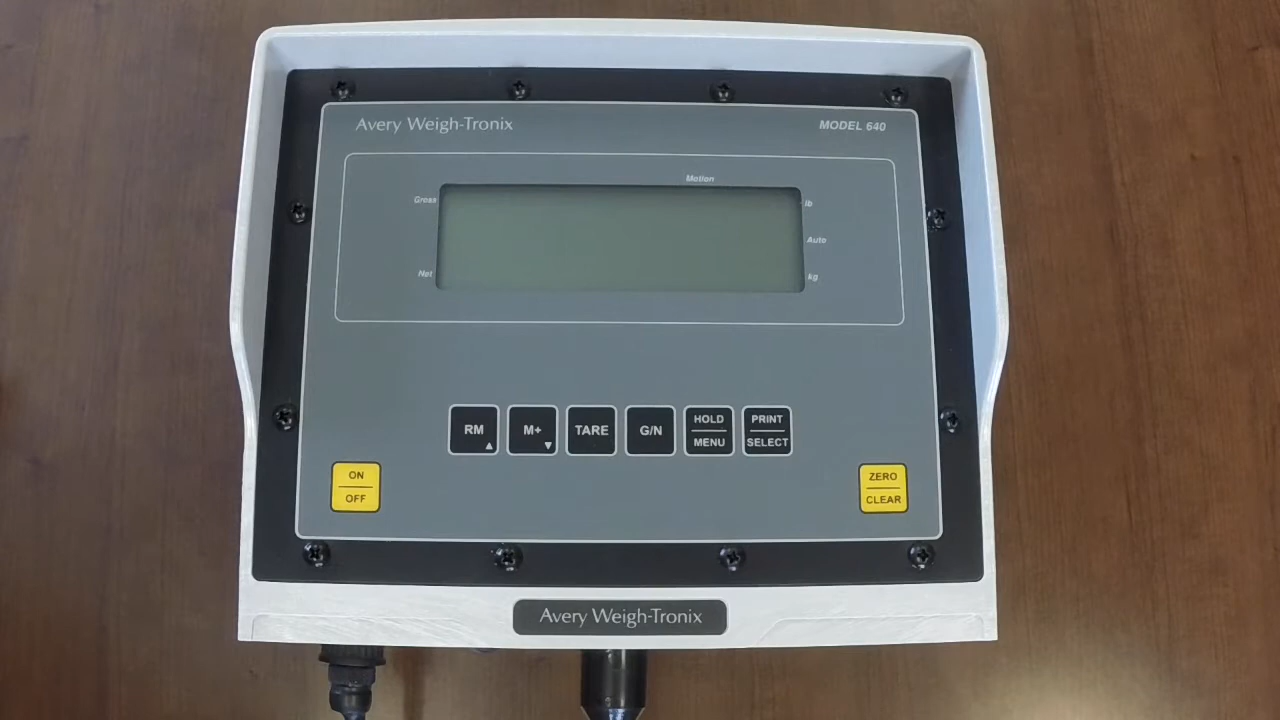 Avery Weigh-Tronix
MODEL 640
Motion
Gross
lb
Auto
Net
kg
RM
M+
TARE
G/N
HOLD
MENU
PRINT
SELECT
ON
OFF
ZERO
CLEAR
Avery Weigh-Tronix